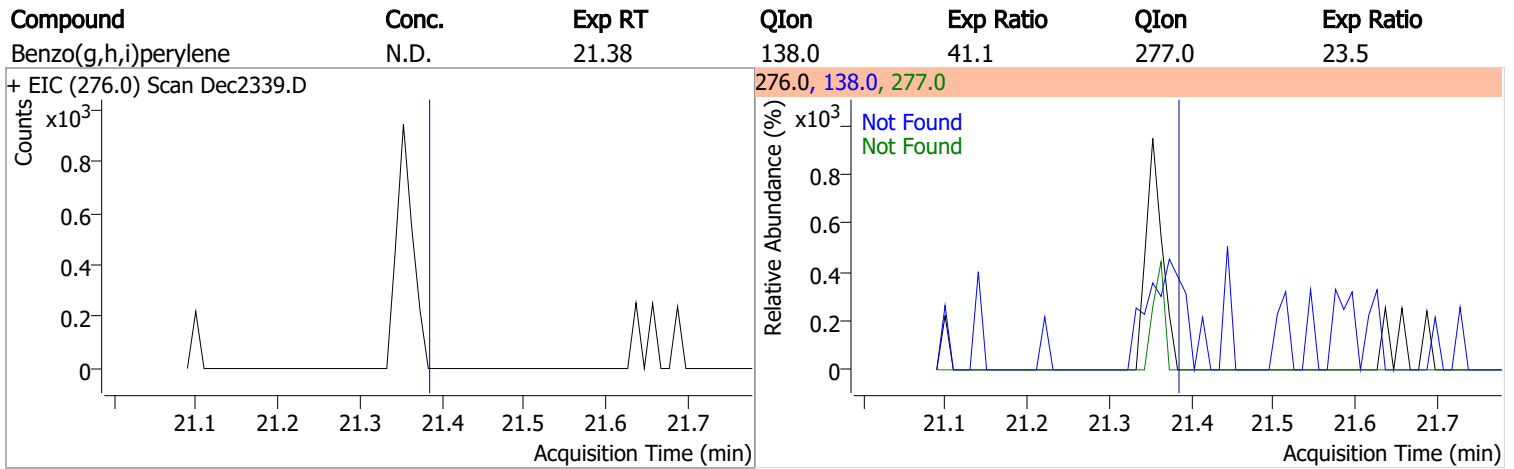 Compound Conc. Exp RT QIon Exp Ratio QIon Exp Ratio
Benzo(g,h,i)perylene N.D. 21.38 138.0 41.1 277.0 23.5
+ EIC (276.0) Scan Dec2339.D
Counts
x10³
0.8
0.6
0.4
0.2
0
21.1 21.2 21.3 21.4 21.5 21.6 21.7
Acquisition Time (min)
276.0, 138.0, 277.0
Relative Abundance (%)
x10³
Not Found
Not Found
0.8
0.6
0.4
0.2
0
21.1 21.2 21.3 21.4 21.5 21.6 21.7
Acquisition Time (min)